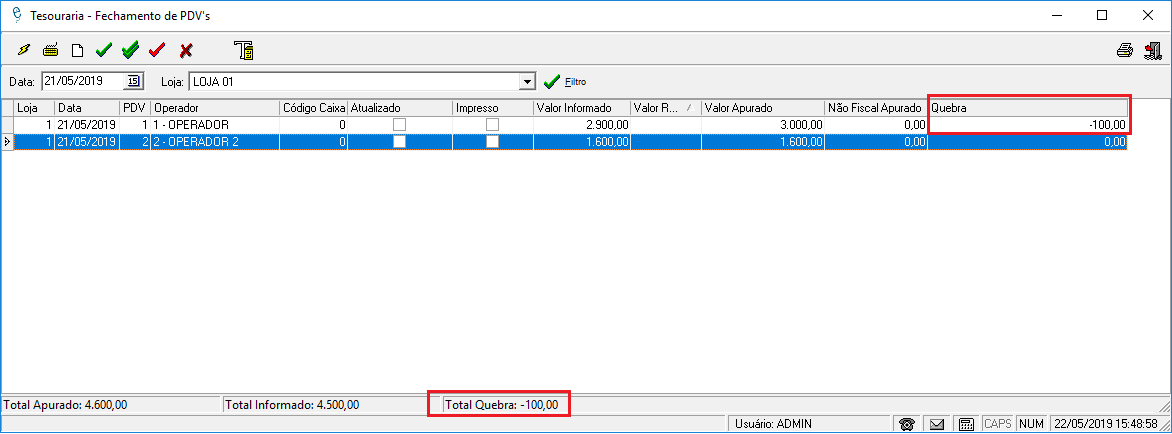 Tesouraria - Fechamento de PDV's
Data: 21/05/2019 15 Loja: LOJA 01 Filtro
Loja Data PDV Operador Código Caixa Atualizado Impresso Valor Informado Valor R... Valor Apurado Não Fiscal Apurado Quebra
1 21/05/2019 1 1 - OPERADOR 0 2.900,00 3.000,00 0,00 -100,00
1 21/05/2019 2 2 - OPERADOR 2 0 1.600,00 1.600,00 0,00 0,00
Total Apurado: 4.600,00 Total Informado: 4.500,00 Total Quebra: -100,00
Usuário: ADMIN CAPS NUM 22/05/2019 15:48:58